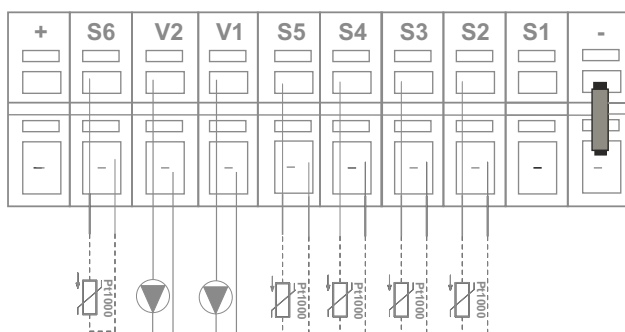 + S6 V2 V1 S5 S4 S3 S2 S1 -
- - - - - - - - - -
Pt1000 Pt1000 Pt1000 Pt1000 Pt1000